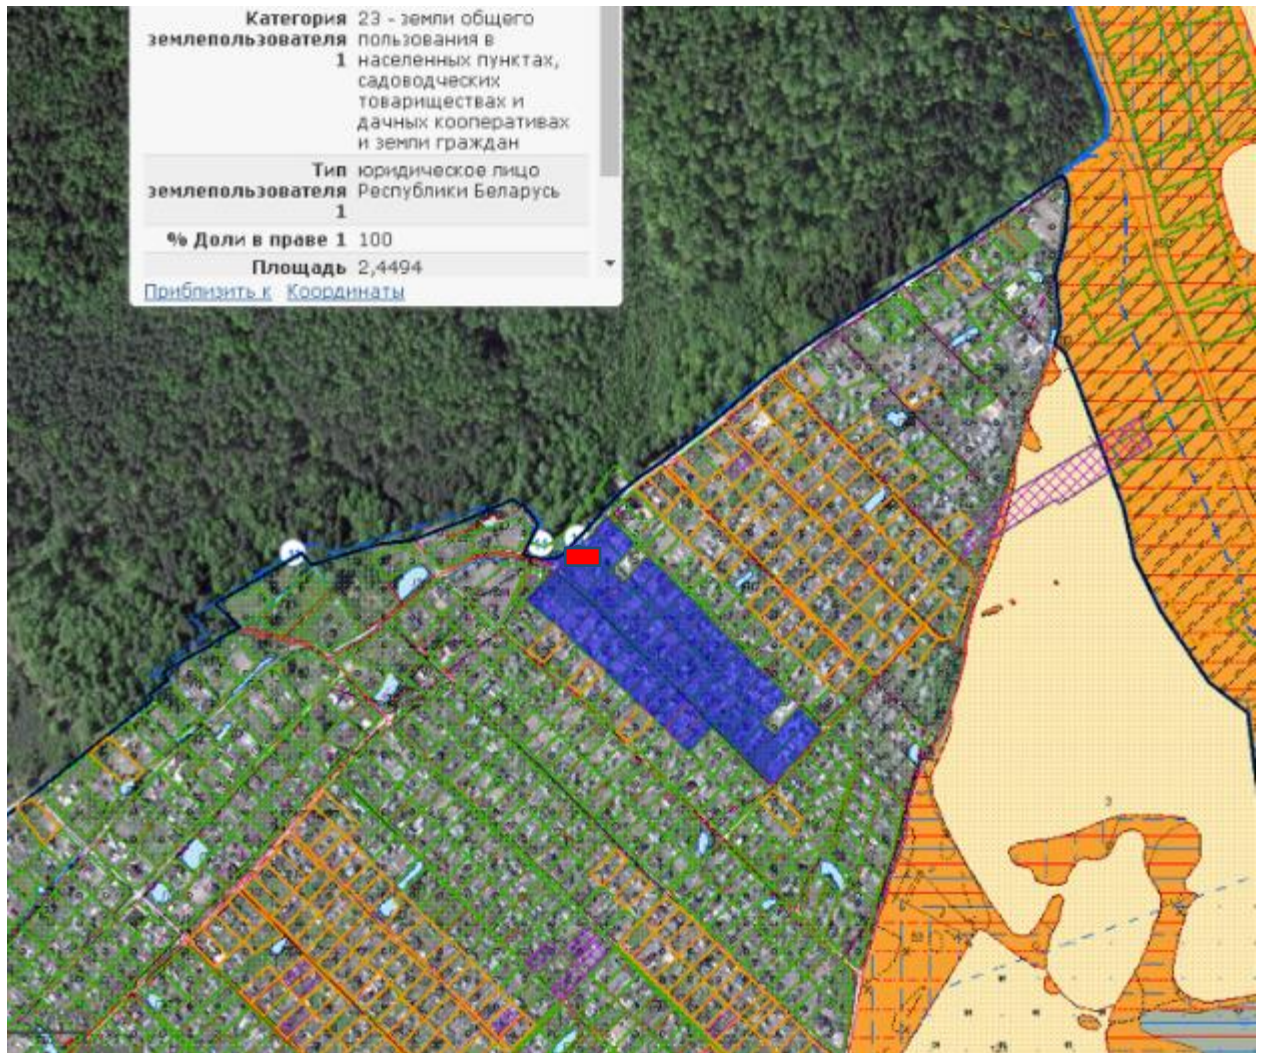 Категория 23 - земли общего
землепользователя пользования в
1 населенных пунктах,
садоводческих
товариществах и
дачных кооперативах
и земли граждан
Тип юридическое лицо
землепользователя Республики Беларусь
1
% Доли в праве 1 100
Площадь 2,4494
Приблизить к Координаты